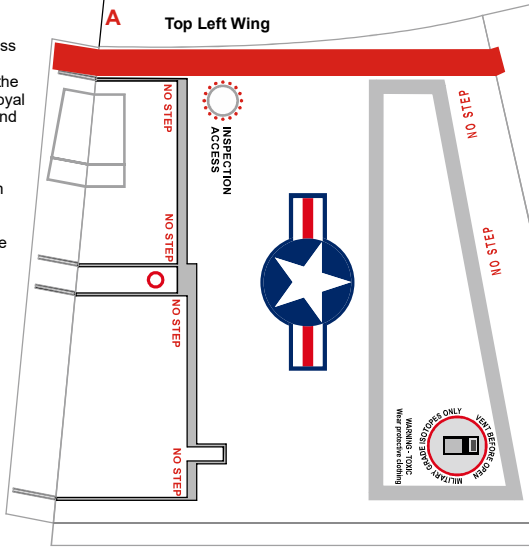 A
Top Left Wing
ss
the
oyal
nd
n
e
NO STEP
NO STEP
NO STEP
NO STEP
INSPECTION
ACCESS
NO STEP
NO STEP
MILITARY GRADE ISOTOPES ONLY
VENT BEFORE OPEN
WARNING - TOXIC
Wear protective clothing